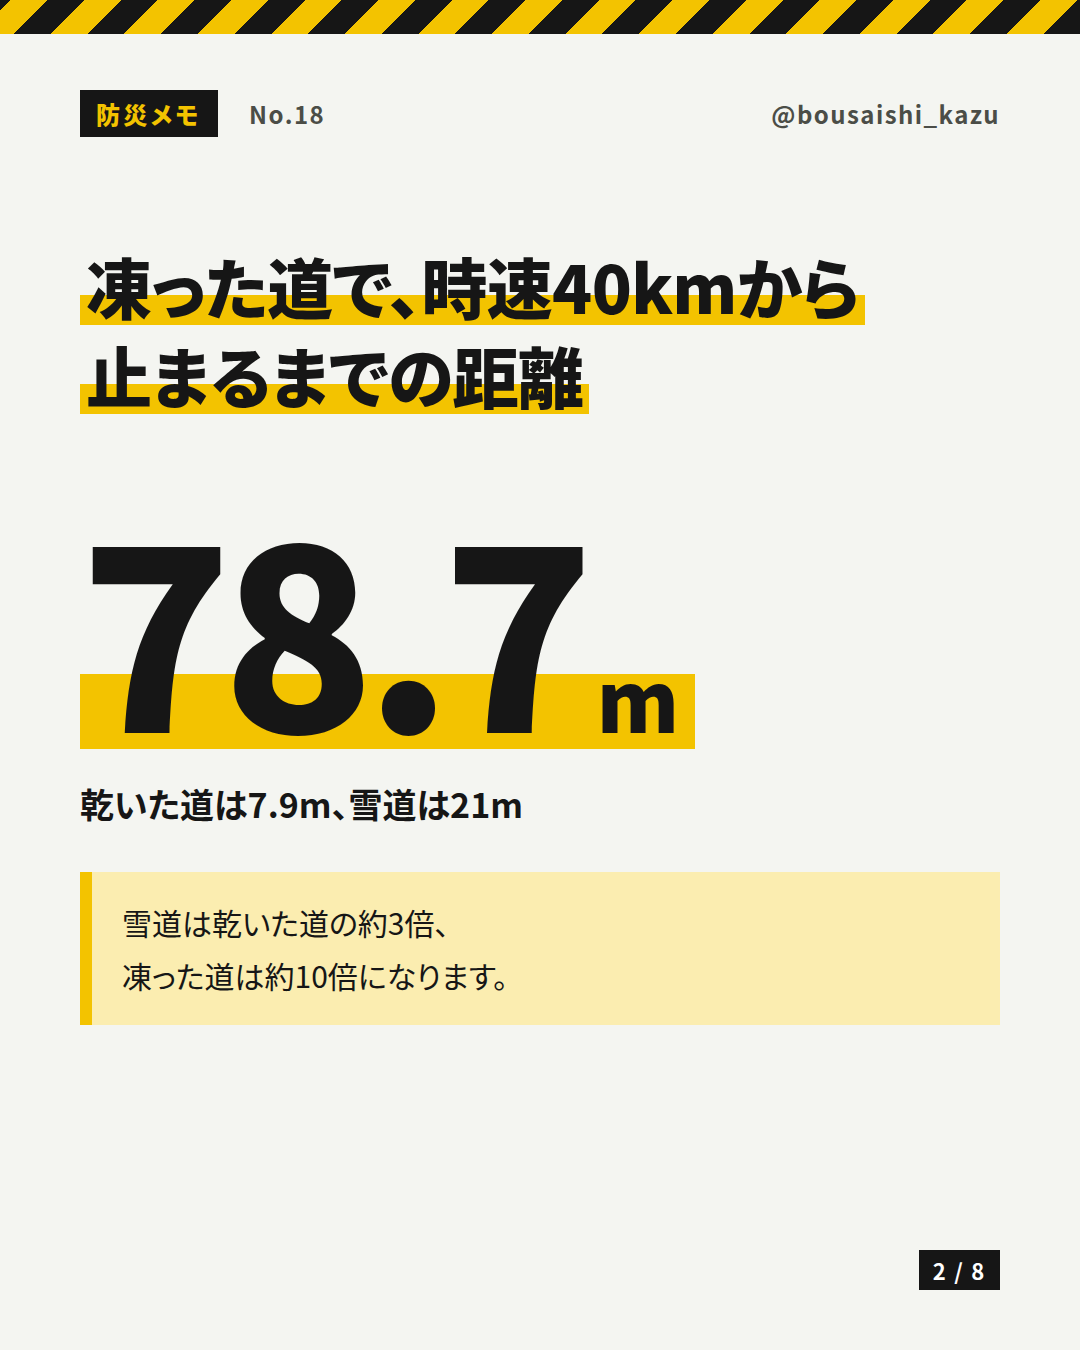 防災メモ No.18 @bousaishi_kazu
凍った道で、時速40kmから
止まるまでの距離
78.7m
乾いた道は7.9m、雪道は21m
雪道は乾いた道の約3倍、
凍った道は約10倍になります。
2 / 8